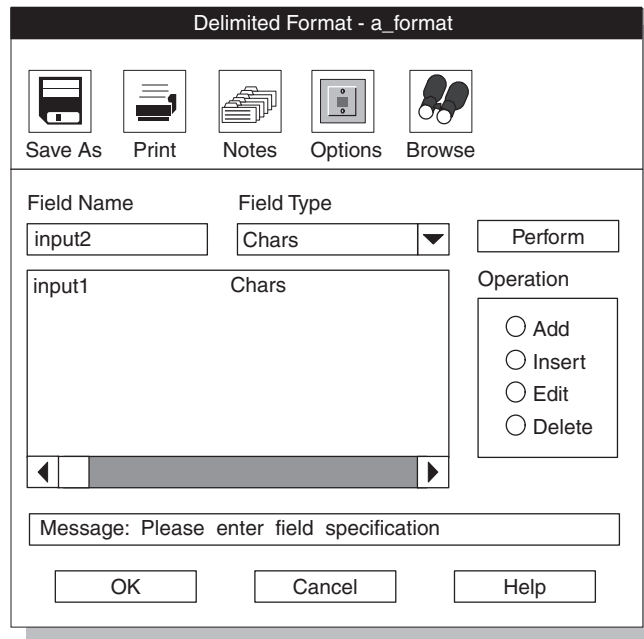 Delimited Format - a_format
Save As Print Notes Options Browse
Field Name Field Type
input2 Chars Perform
input1 Chars Operation
Add
Insert
Edit
Delete
Message: Please enter field specification
OK Cancel Help